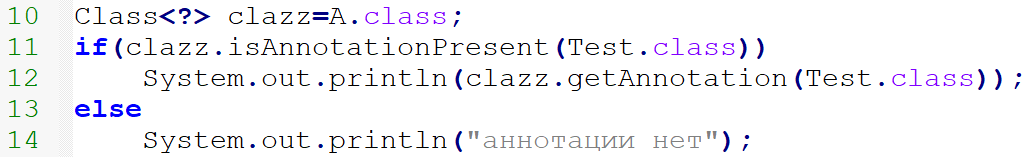 10 Class<?> clazz=A.class;
11 if(clazz.isAnnotationPresent(Test.class))
12     System.out.println(clazz.getAnnotation(Test.class));
13 else
14     System.out.println("аннотации нет");